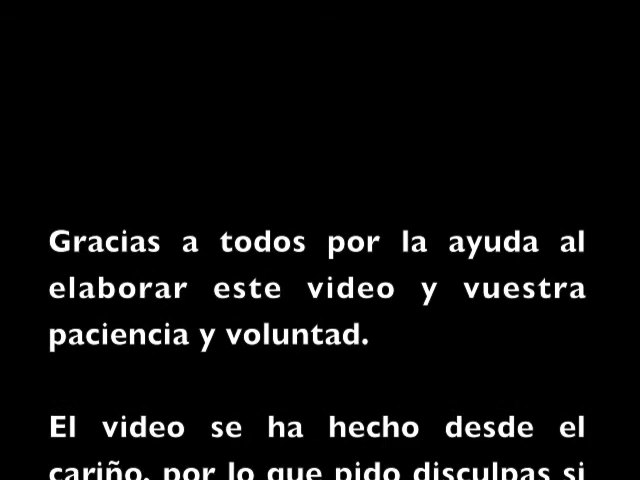 Gracias a todos por la ayuda al
elaborar este video y vuestra
paciencia y voluntad.
El video se ha hecho desde el
cariño, por lo que pido disculpas si